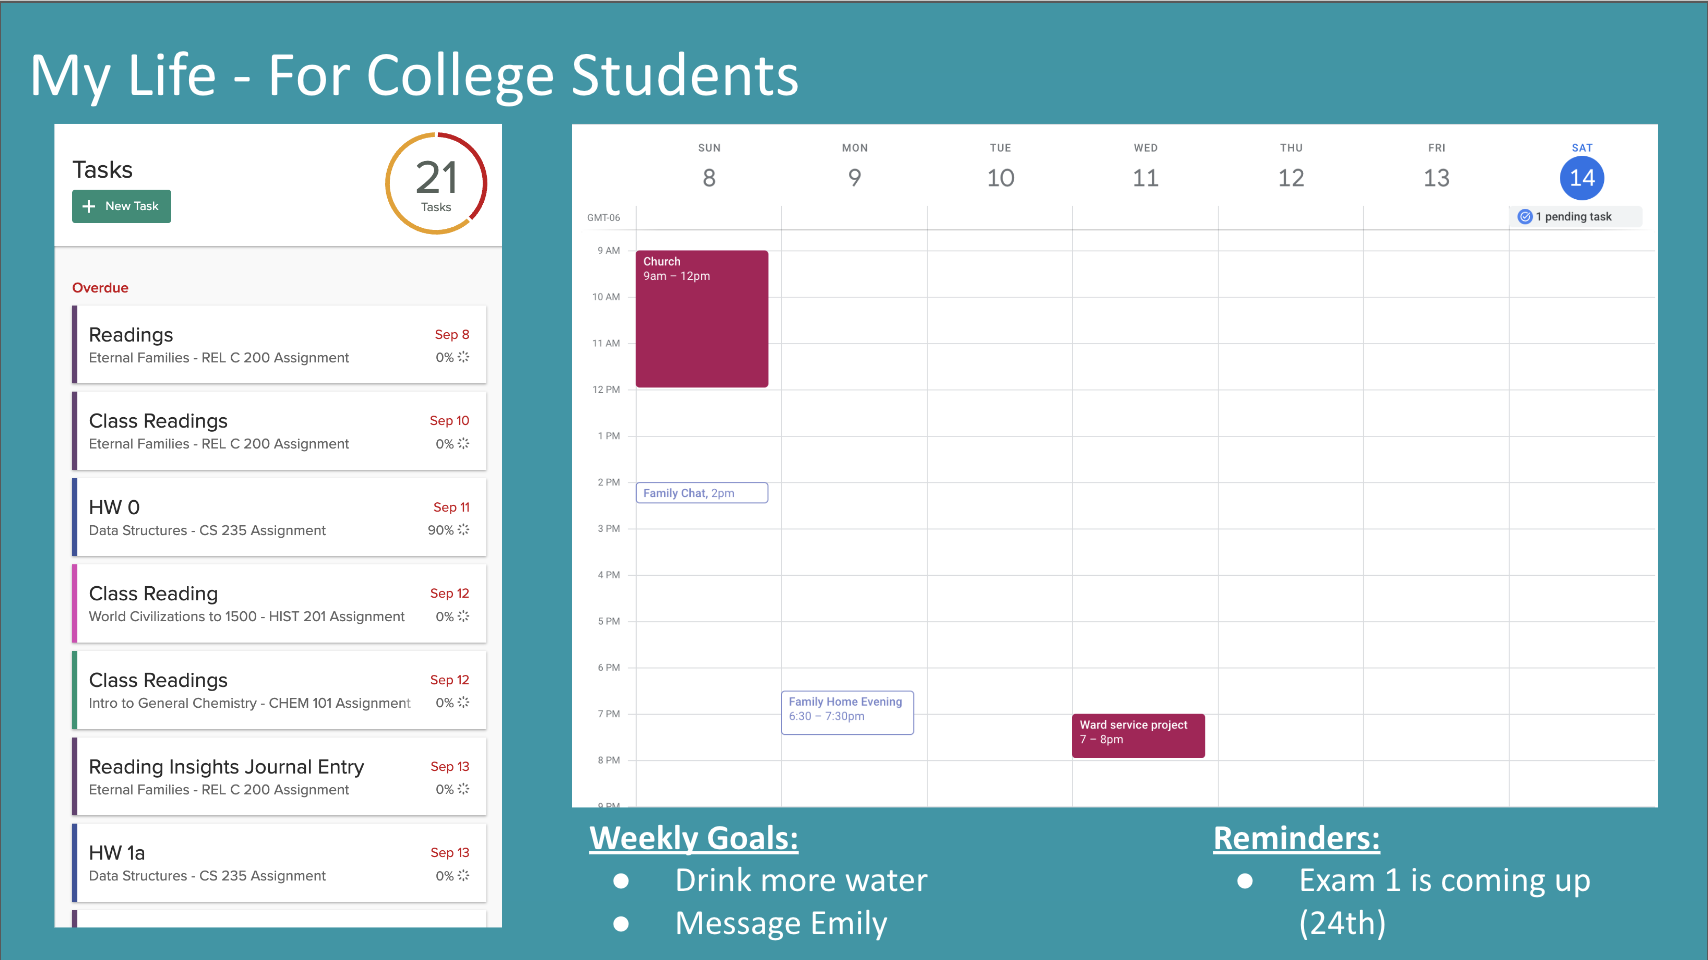 My Life - For College Students
Tasks
+ New Task
21
Tasks
Overdue
Readings
Sep 8
Eternal Families - REL C 200 Assignment
0%
Class Readings
Sep 10
Eternal Families - REL C 200 Assignment
0%
HW 0
Sep 11
Data Structures - CS 235 Assignment
90%
Class Reading
Sep 12
World Civilizations to 1500 - HIST 201 Assignment
0%
Class Readings
Sep 12
Intro to General Chemistry - CHEM 101 Assignment
0%
Reading Insights Journal Entry
Sep 13
Eternal Families - REL C 200 Assignment
0%
HW 1a
Sep 13
Data Structures - CS 235 Assignment
0%
SUN MON TUE WED THU FRI SAT
8 9 10 11 12 13 14
GMT-06
1 pending task
9 AM
Church
9am – 12pm
10 AM
11 AM
12 PM
1 PM
2 PM
Family Chat, 2pm
3 PM
4 PM
5 PM
6 PM
Family Home Evening
6:30 – 7:30pm
7 PM
Ward service project
7 – 8pm
8 PM
9 PM
Weekly Goals:
● Drink more water
● Message Emily
Reminders:
● Exam 1 is coming up
(24th)